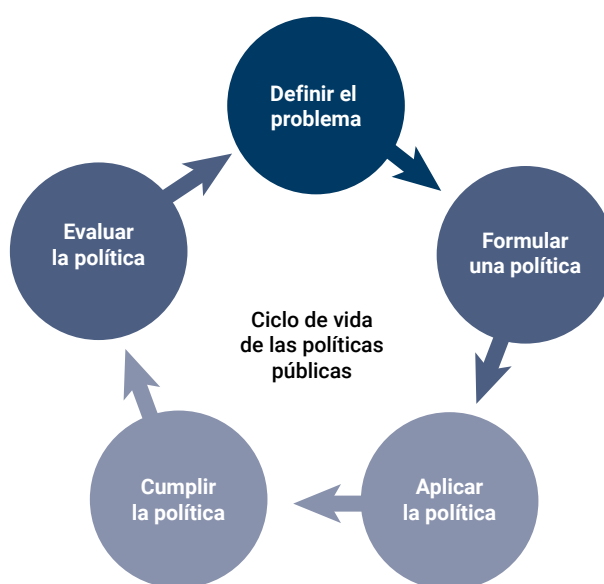 Definir el
problema
Formular
una política
Aplicar
la política
Cumplir
la política
Evaluar
la política
Ciclo de vida
de las políticas
públicas